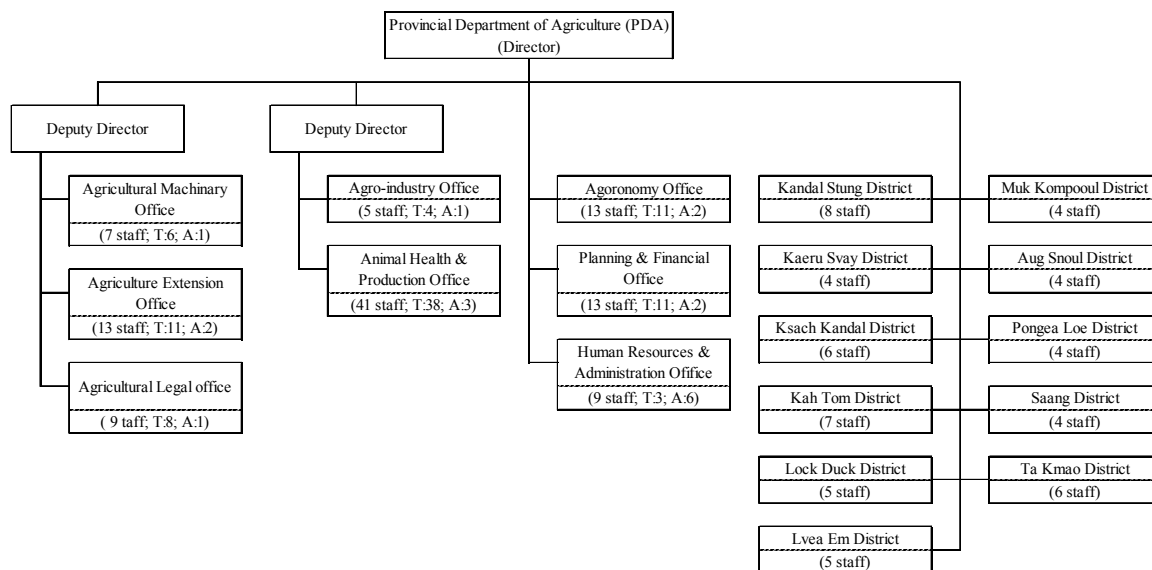 Provincial Department of Agriculture (PDA)
(Director)
Deputy Director
Agricultural Machinary
Office
(7 staff; T:6; A:1)
Agriculture Extension
Office
(13 staff; T:11; A:2)
Agricultural Legal office
( 9 taff; T:8; A:1)
Deputy Director
Agro-industry Office
(5 staff; T:4; A:1)
Animal Health &
Production Office
(41 staff; T:38; A:3)
Agoronomy Office
(13 staff; T:11; A:2)
Planning & Financial
Office
(13 staff; T:11; A:2)
Human Resources &
Administration Ofifice
(9 staff; T:3; A:6)
Kandal Stung District
(8 staff)
Muk Kompooul District
(4 staff)
Kaeru Svay District
(4 staff)
Aug Snoul District
(4 staff)
Ksach Kandal District
(6 staff)
Pongea Loe District
(4 staff)
Kah Tom District
(7 staff)
Saang District
(4 staff)
Lock Duck District
(5 staff)
Ta Kmao District
(6 staff)
Lvea Em District
(5 staff)